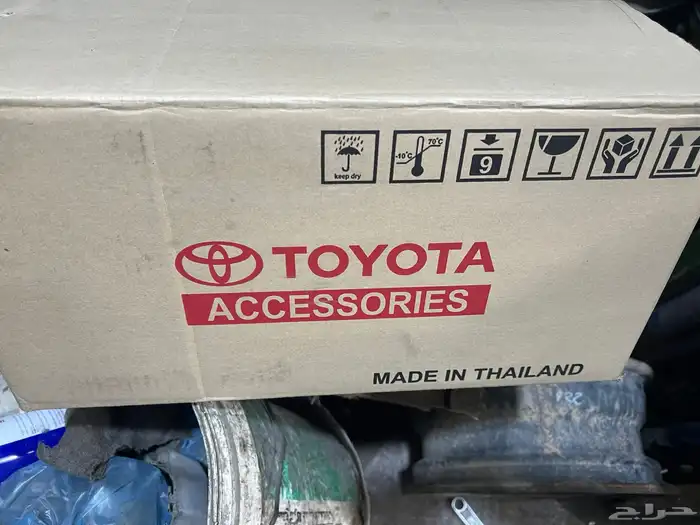 keep dry
-10°C
70°C
9
TOYOTA
ACCESSORIES
MADE IN THAILAND
حراج